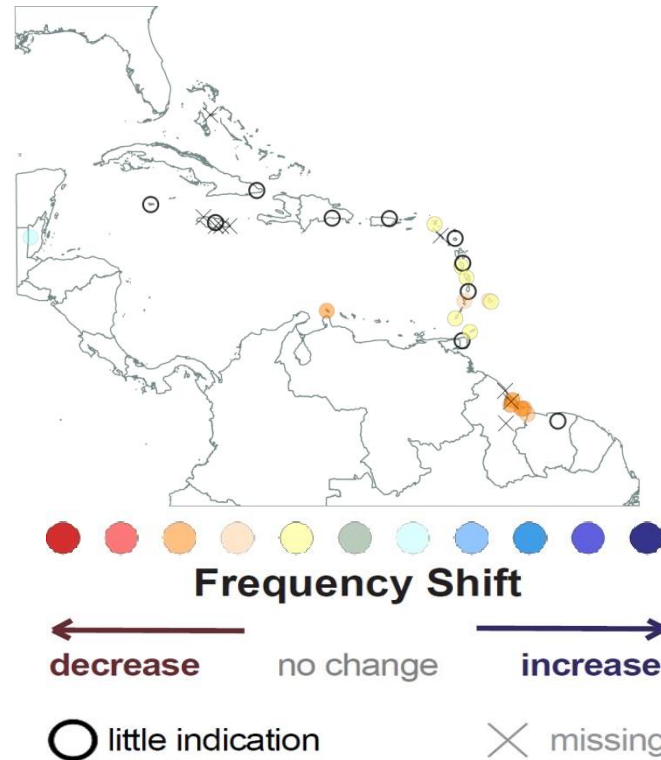 Frequency Shift
decrease no change increase
little indication missing